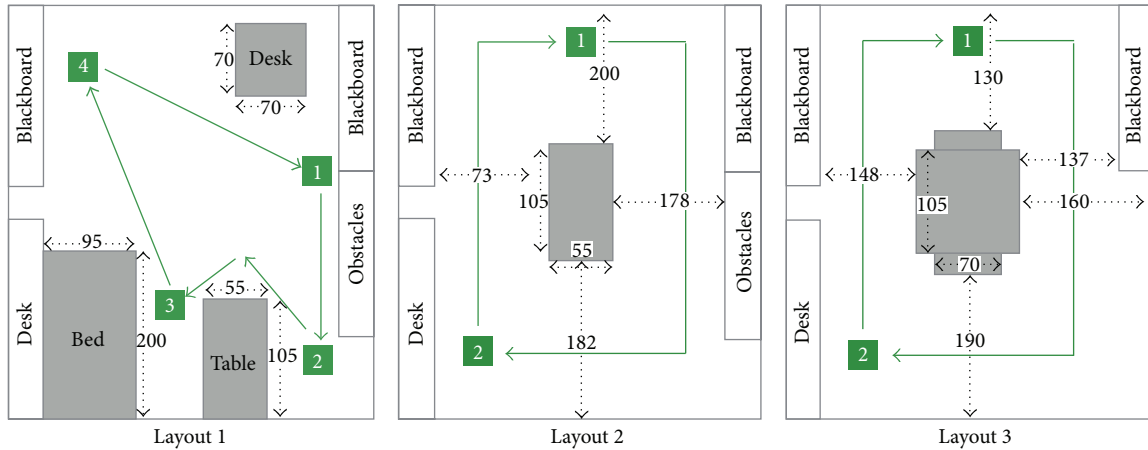 Blackboard
4
70
Desk
70
Blackboard
1
Obstacles
95
Desk
Bed
200
3
55
Table
105
2
Layout 1
Blackboard
1
200
Blackboard
73
105
178
55
Obstacles
Desk
2
182
Layout 2
Blackboard
1
130
Blackboard
148
105
137
160
70
Desk
2
190
Layout 3